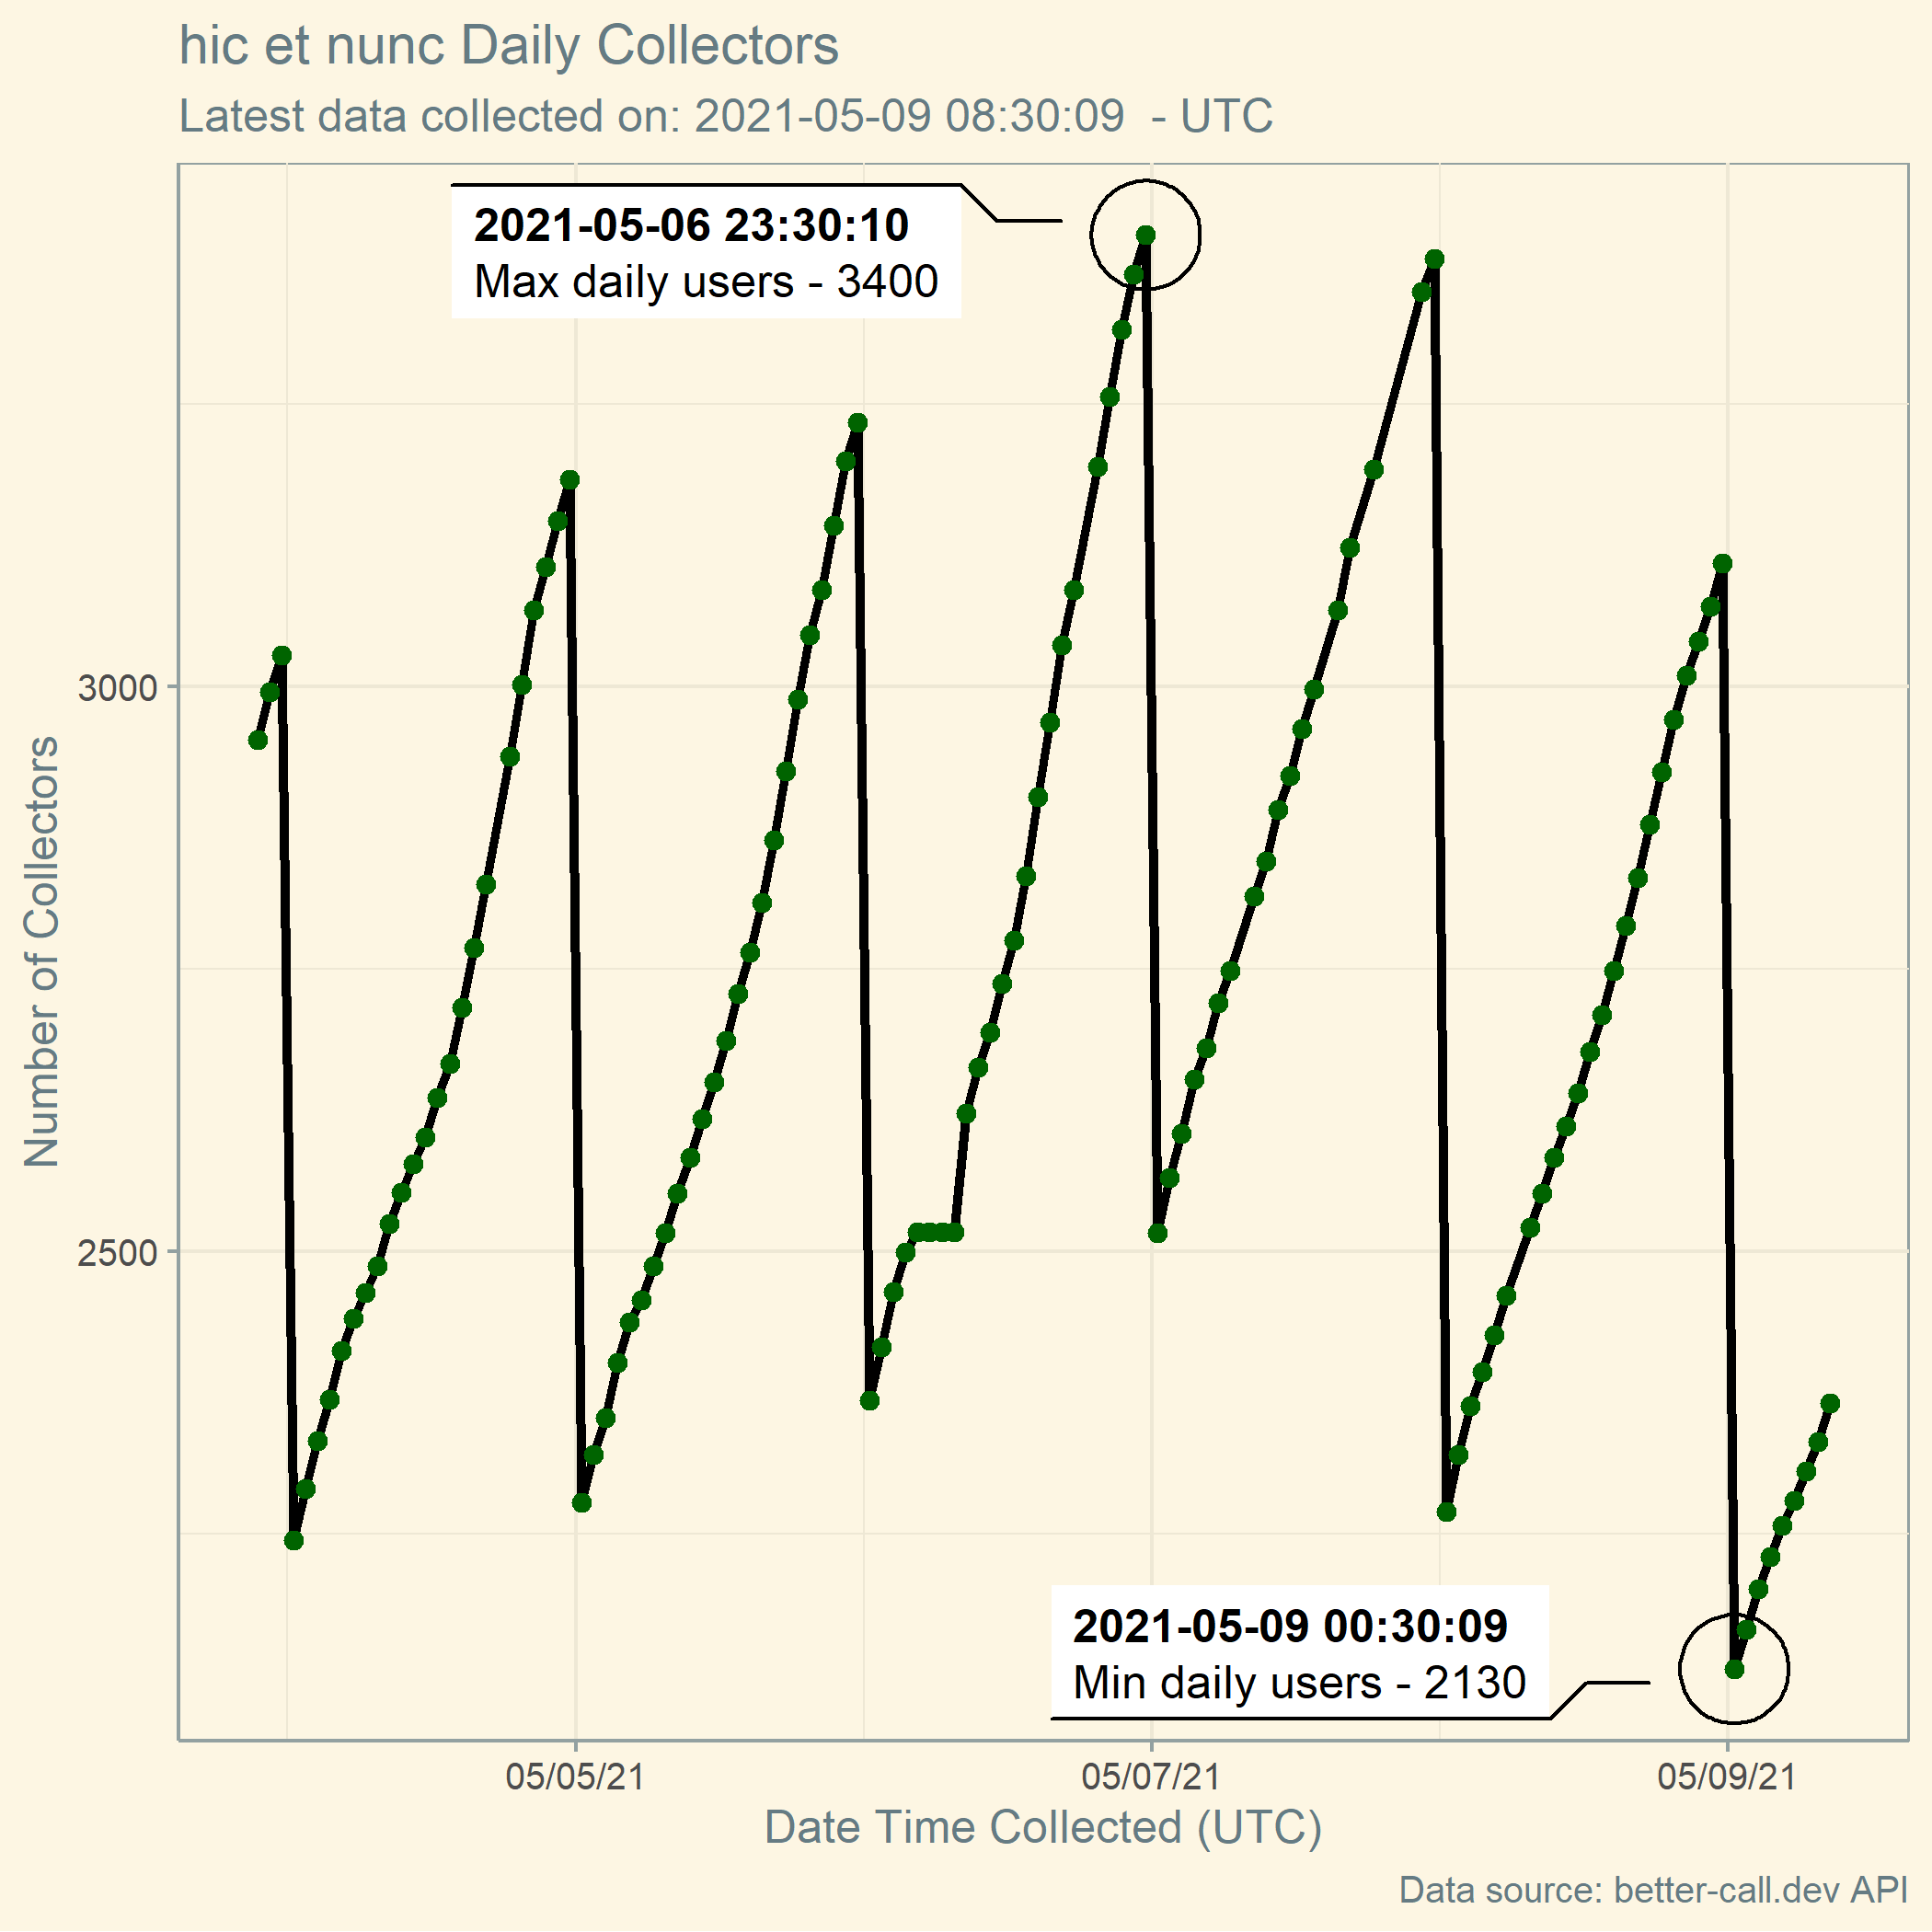 hic et nunc Daily Collectors
Latest data collected on: 2021-05-09 08:30:09  - UTC
2021-05-06 23:30:10
Max daily users - 3400
Number of Collectors
3000
2500
2021-05-09 00:30:09
Min daily users - 2130
05/05/21
05/07/21
05/09/21
Date Time Collected (UTC)
Data source: better-call.dev API